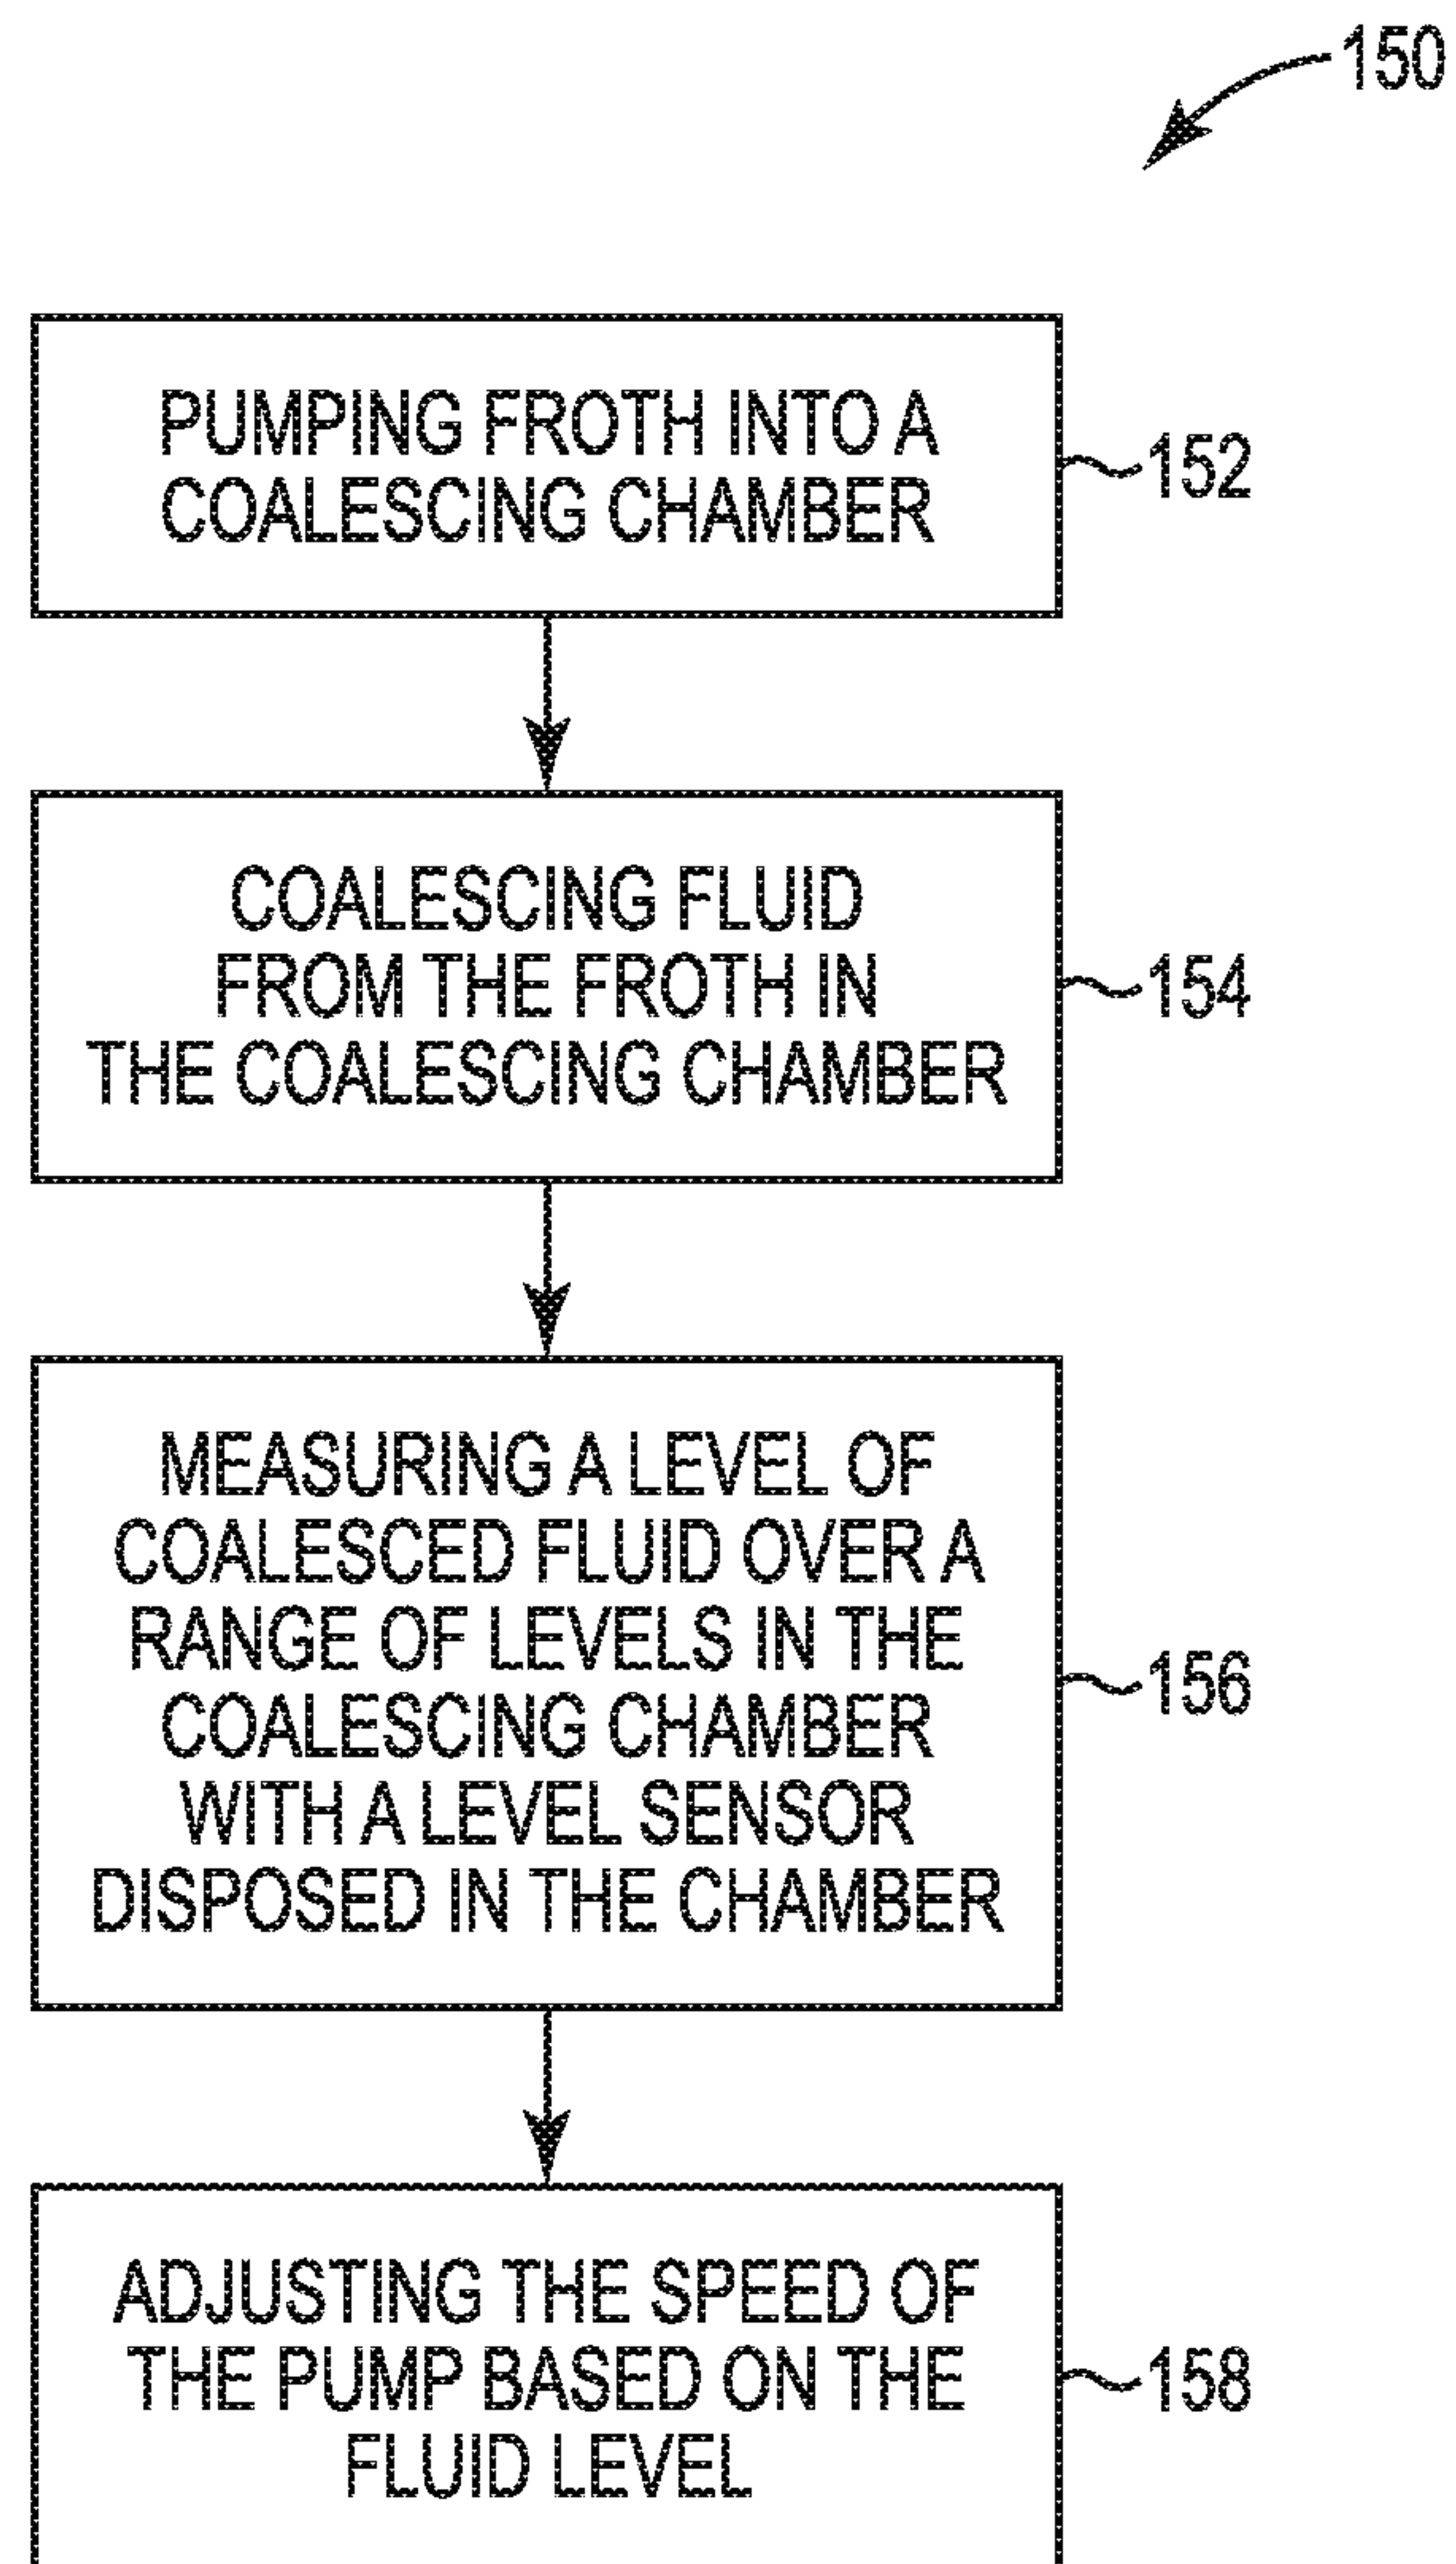 150
PUMPING FROTH INTO A
COALESCING CHAMBER
152
COALESCING FLUID
FROM THE FROTH IN
THE COALESCING CHAMBER
154
MEASURING A LEVEL OF
COALESCED FLUID OVER A
RANGE OF LEVELS IN THE
COALESCING CHAMBER
WITH A LEVEL SENSOR
DISPOSED IN THE CHAMBER
156
ADJUSTING THE SPEED OF
THE PUMP BASED ON THE
FLUID LEVEL
158